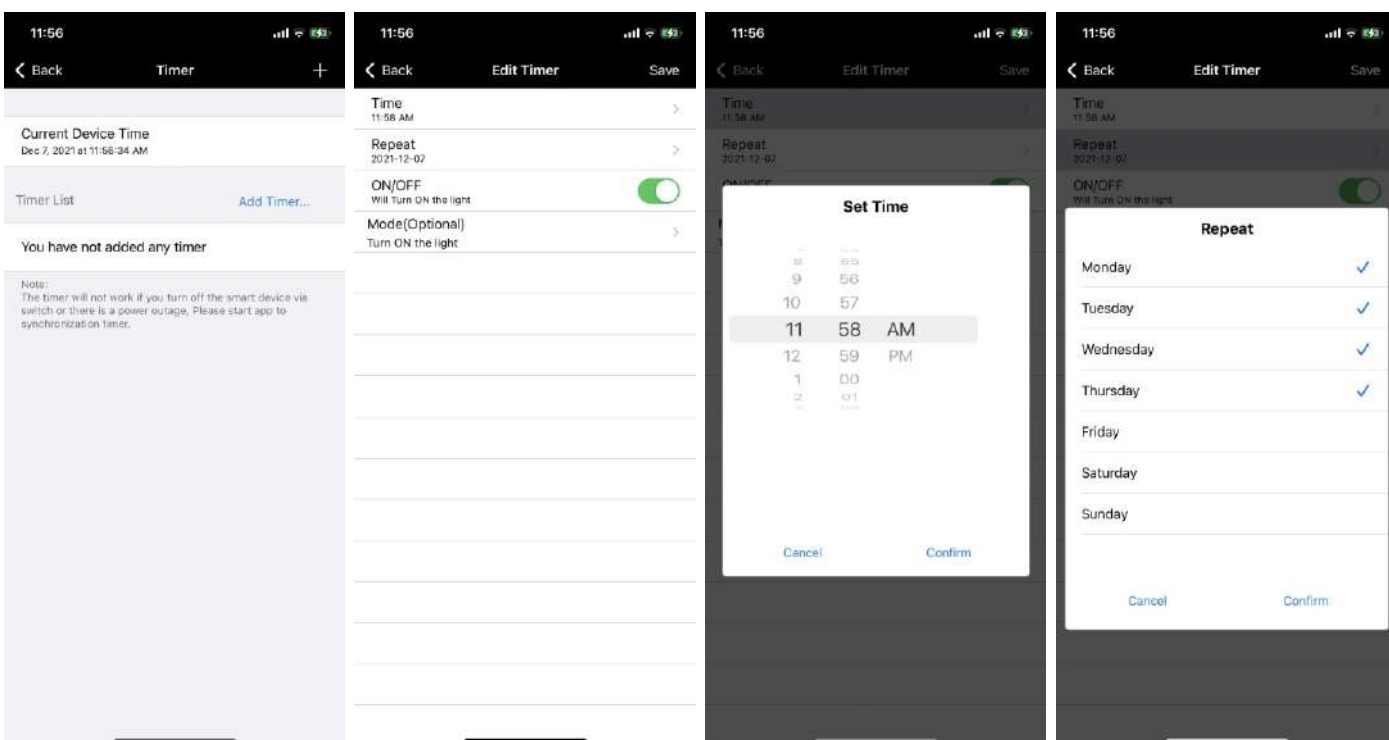 11:56
Back Timer +
Current Device Time
Dec 7, 2021 at 11:56:34 AM
Timer List Add Timer...
You have not added any timer
Note:
The timer will not work if you turn off the smart device via
switch or there is a power outage, Please start app to
synchronization timer.
11:56
Back Edit Timer Save
Time
11:58 AM
Repeat
2021-12-07
ON/OFF
Will Turn ON the light
Mode(Optional)
Turn ON the light
11:56
Back Edit Timer Save
Time
11:58 AM
Repeat
2021-12-07
Set Time
8 55
9 56
10 57
11 58 AM
12 59 PM
1 00
2 01
Cancel Confirm
11:56
Back Edit Timer Save
Time
11:58 AM
Repeat
2021-12-07
ON/OFF
Will Turn ON the light
Repeat
Monday
Tuesday
Wednesday
Thursday
Friday
Saturday
Sunday
Cancel Confirm